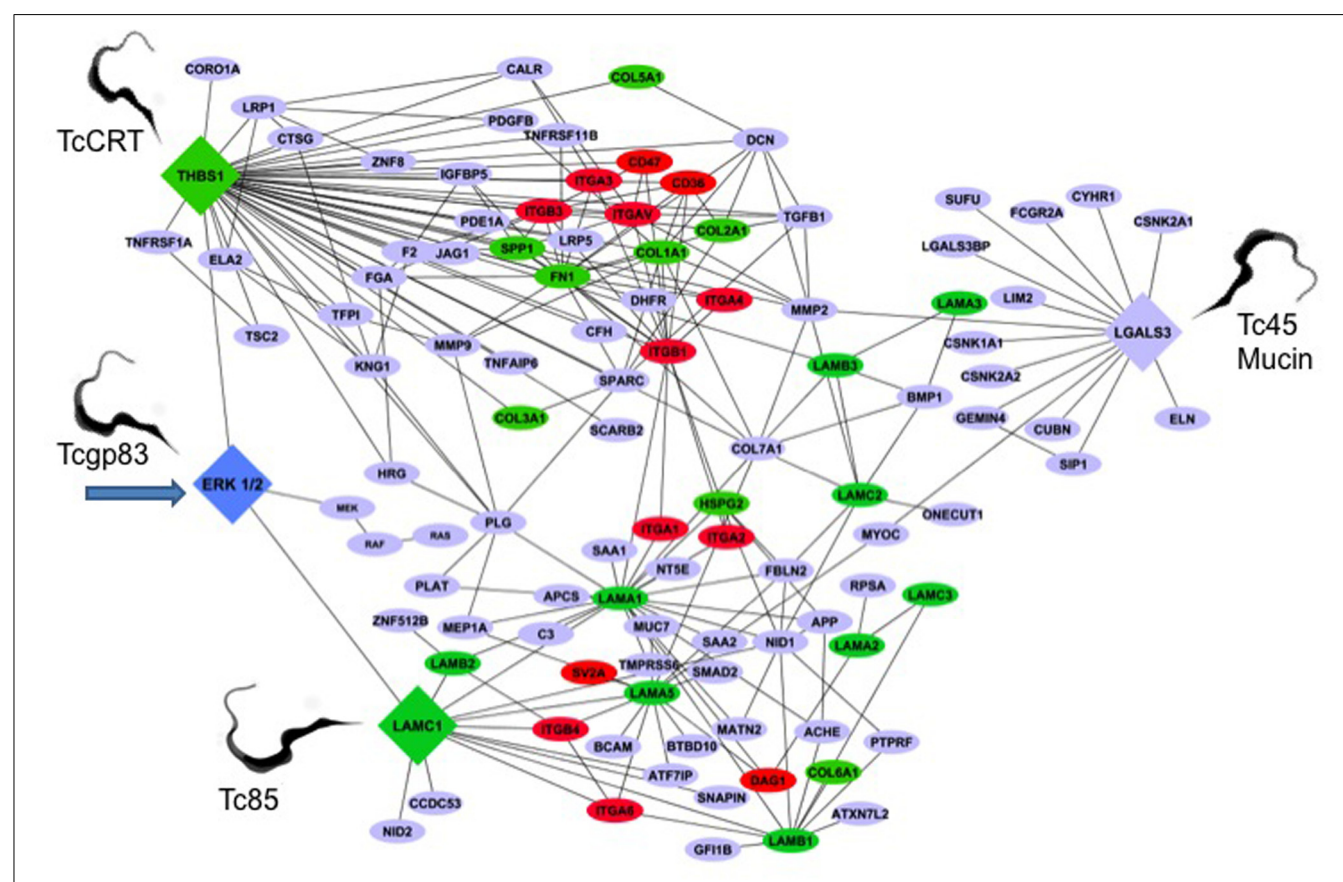 CORO1A
CALR
COL5A1
TcCRT
LRP1
CTSG
PDGFB
TNFRSF11B
DCN
ZNF8
CD47
THBS1
IGFBP5
ITGA3
CD36
SUFU
CYHR1
FCGR2A
CSNK2A1
ITGB3
ITGAV
TGFB1
PDE1A
COL2A1
TNFRSF1A
ELA2
F2
JAG1
SPP1
LRP5
COL1A1
LGALS3BP
FGA
FN1
DHFR
ITGA4
MMP2
LIM2
LAMA3
LGALS3
Tc45
Mucin
TFPI
TSC2
CFH
MMP9
ITGB1
CSNK1A1
KNG1
TNFAIP6
SPARC
LAMB3
CSNK2A2
BMP1
COL3A1
SCARB2
GEMIN4
CUBN
ELN
Tcgp83
COL7A1
SIP1
HRG
ERK 1/2
MEK
HSPG2
LAMC2
ONECUT1
RAF
RAS
PLG
ITGA1
ITGA2
MYOC
SAA1
NT5E
FBLN2
PLAT
APCS
LAMA1
RPSA
LAMC3
ZNF512B
MEP1A
C3
MUC7
SAA2
NID1
APP
LAMA2
LAMB2
SV2A
TMPRSS6
SMAD2
LAMA5
LAMC1
ITGB4
BCAM
BTBD10
MATN2
ACHE
PTPRF
ATF7IP
DAG1
COL6A1
Tc85
CCDC53
SNAPIN
ITGA6
NID2
ATXN7L2
LAMB1
GFI1B